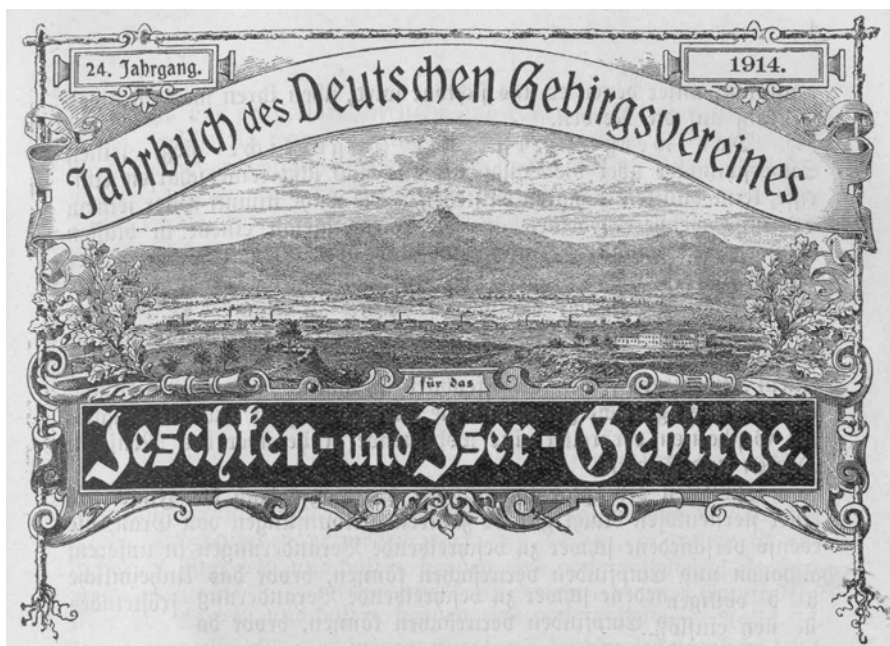 24. Jahrgang.
1914.
Jahrbuch des Deutschen Gebirgsvereines
für das
Jeschken- und Iser-Gebirge.